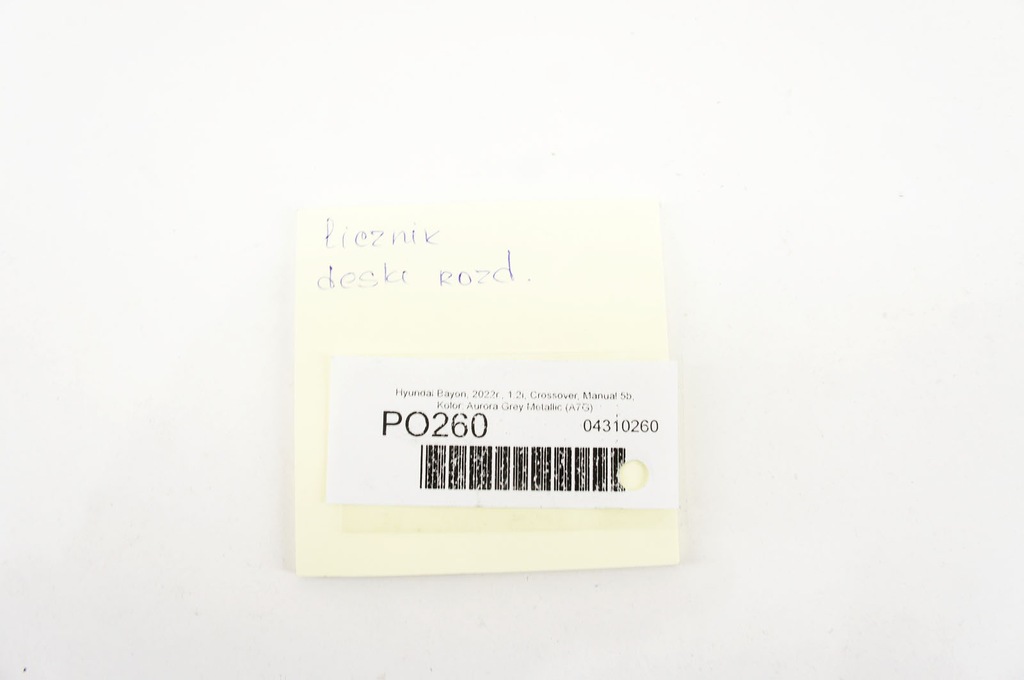 licznik
deski rozd.
Hyundai Bayon, 2022r., 1.2i, Crossover, Manual 5b,
Kolor: Aurora Grey Metallic (A7G)
PO260
04310260